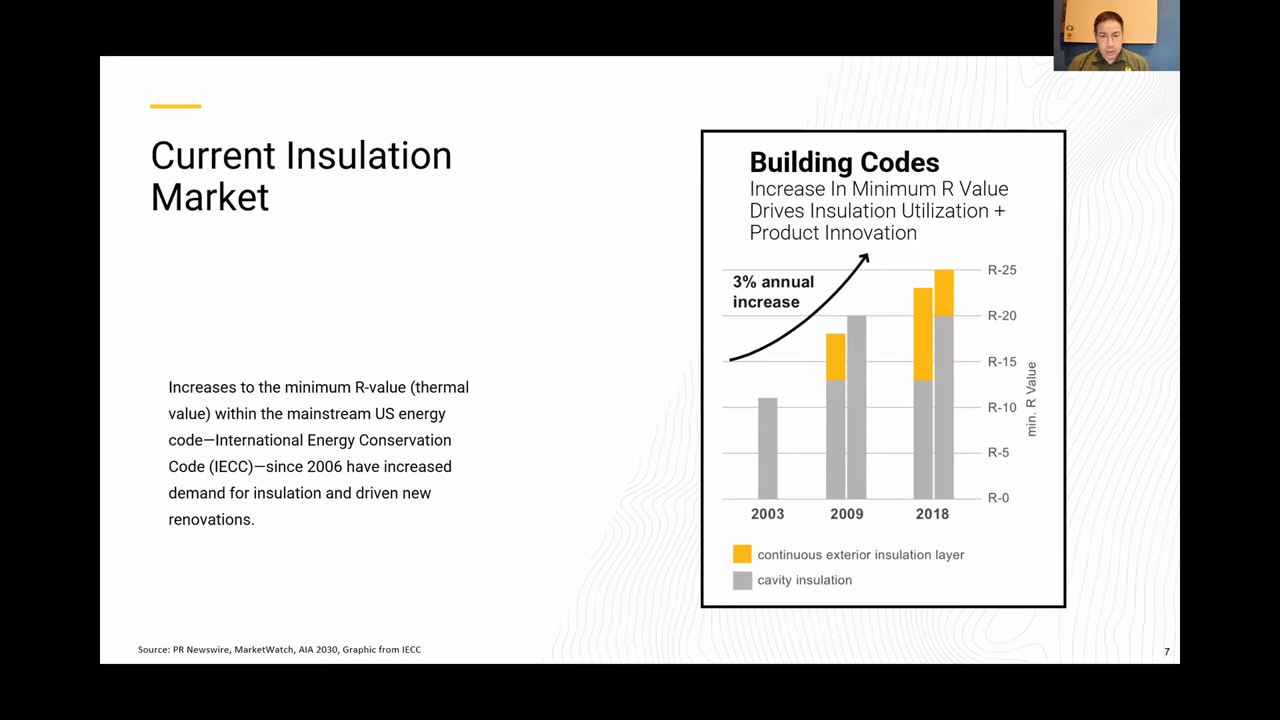 Current Insulation
Market
Increases to the minimum R-value (thermal
value) within the mainstream US energy
code—International Energy Conservation
Code (IECC)—since 2006 have increased
demand for insulation and driven new
renovations.
Building Codes
Increase In Minimum R Value
Drives Insulation Utilization +
Product Innovation
3% annual
increase
R-25
R-20
R-15
R-10
R-5
R-0
min. R Value
2003 2009 2018
continuous exterior insulation layer
cavity insulation
Source: PR Newswire, MarketWatch, AIA 2030, Graphic from IECC
7